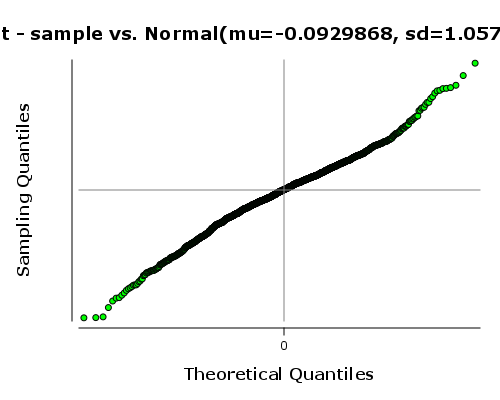 t - sample vs. Normal(mu=-0.0929868, sd=1.057
Sampling Quantiles
0
Theoretical Quantiles